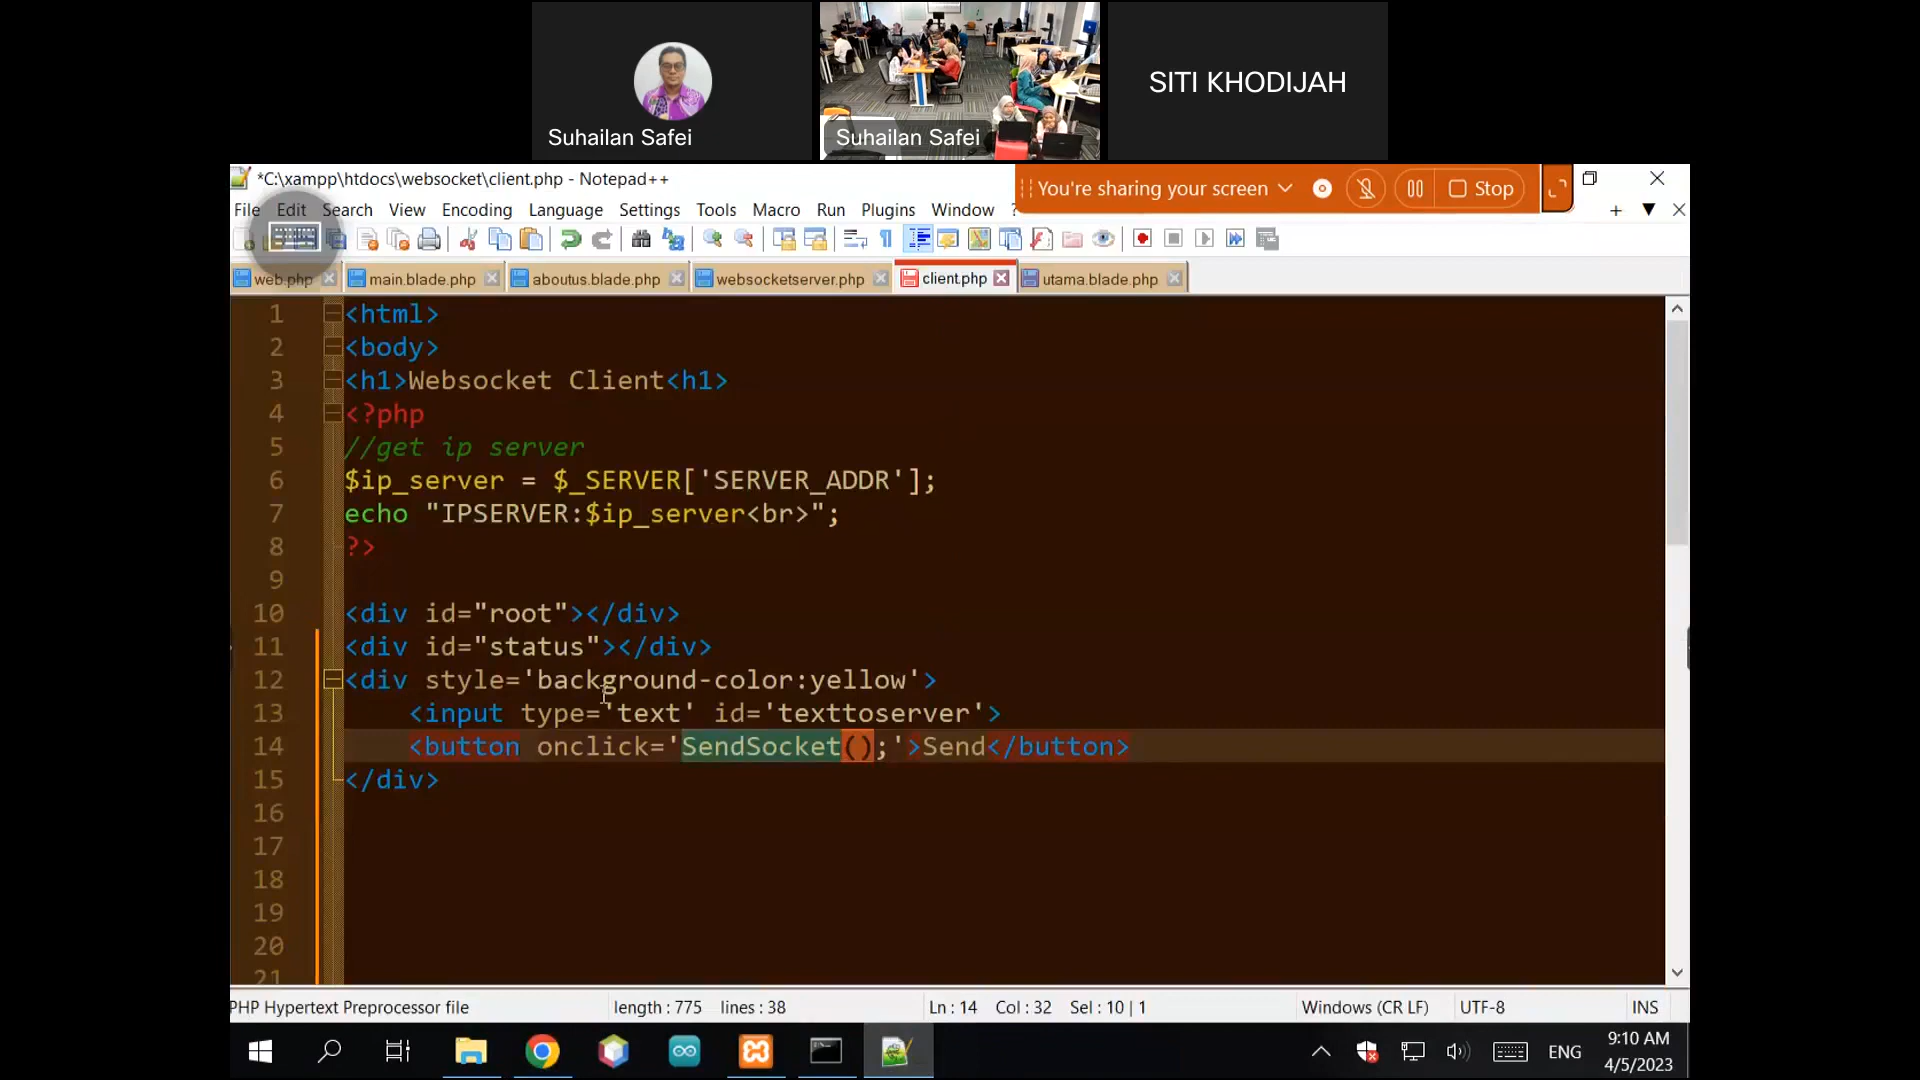 Suhailan Safei
Suhailan Safei
SITI KHODIJAH
*C:\xampp\htdocs\websocket\client.php - Notepad++
You're sharing your screen
Stop
File Edit Search View Encoding Language Settings Tools Macro Run Plugins Window ?
web.php
main.blade.php
aboutus.blade.php
websocketserver.php
client.php
utama.blade.php
1 <html>
2 <body>
3 <h1>Websocket Client<h1>
4 <?php
5 //get ip server
6 $ip_server = $_SERVER['SERVER_ADDR'];
7 echo "IPSERVER:$ip_server<br>";
8 ?>
9
10 <div id="root"></div>
11 <div id="status"></div>
12 <div style='background-color:yellow'>
13 <input type='text' id='texttoserver'>
14 <button onclick='SendSocket();'>Send</button>
15 </div>
16
17
18
19
20
21
PHP Hypertext Preprocessor file
length : 775 lines : 38
Ln : 14 Col : 32 Sel : 10 | 1
Windows (CR LF)
UTF-8
INS
ENG
9:10 AM
4/5/2023